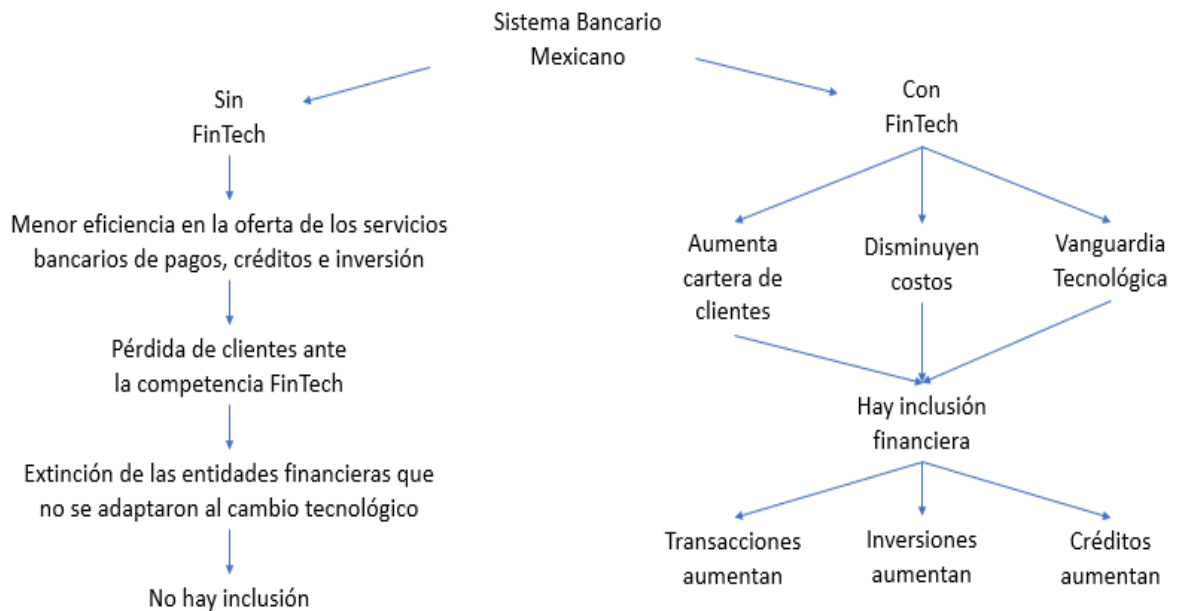 Sistema Bancario
Mexicano
Sin
FinTech
Menor eficiencia en la oferta de los servicios
bancarios de pagos, créditos e inversión
Pérdida de clientes ante
la competencia FinTech
Extinción de las entidades financieras que
no se adaptaron al cambio tecnológico
No hay inclusión
Con
FinTech
Aumenta
cartera de
clientes
Disminuyen
costos
Vanguardia
Tecnológica
Hay inclusión
financiera
Transacciones
aumentan
Inversiones
aumentan
Créditos
aumentan